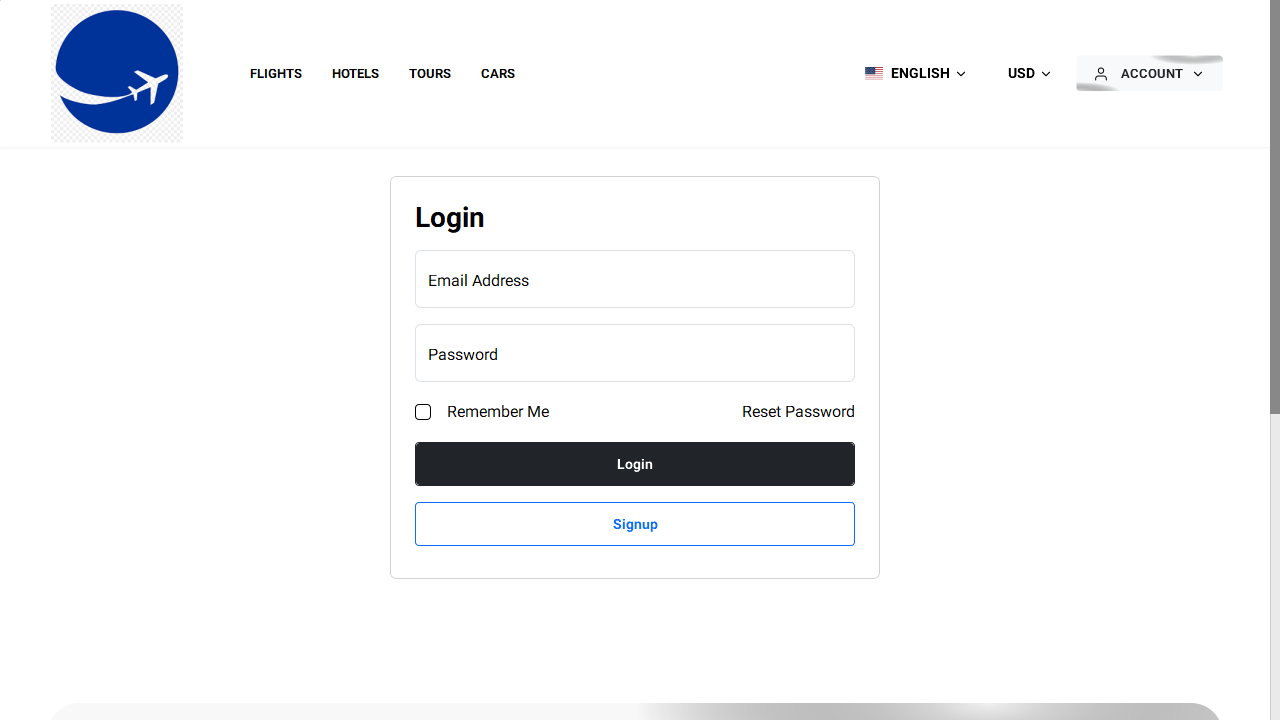 FLIGHTS HOTELS TOURS CARS ENGLISH USD ACCOUNT
Login
Email Address
Password
Remember Me Reset Password
Login
Signup